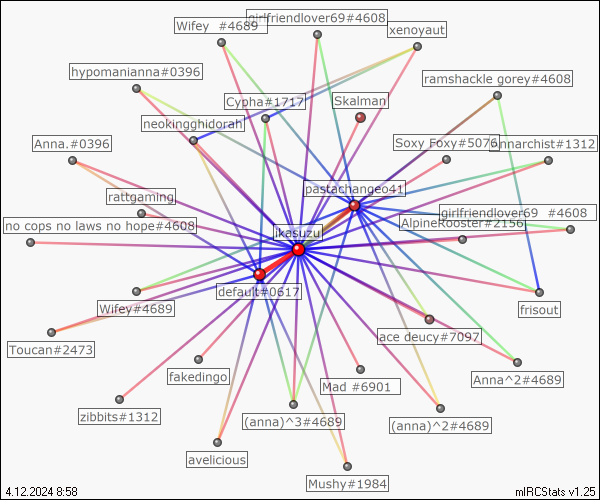 Wifey  #4689
girlfriendlover69#4608
xenoyaut
hypomanianna#0396
ramshackle gorey#4608
Cypha#1717
Skalman
neokingghidorah
Anna.#0396
Soxy Foxy#5076
annarchist#1312
rattgaming
pastachangeo41
no cops no laws no hope#4608
girlfriendlover69  #4608
AlpineRooster#2156
ikasuzu
default#0617
Wifey#4689
frisout
Toucan#2473
ace deucy#7097
fakedingo
Mad #6901
Anna^2#4689
zibbits#1312
(anna)^3#4689
(anna)^2#4689
avelicious
Mushy#1984
4.12.2024 8:58
mIRCStats v1.25